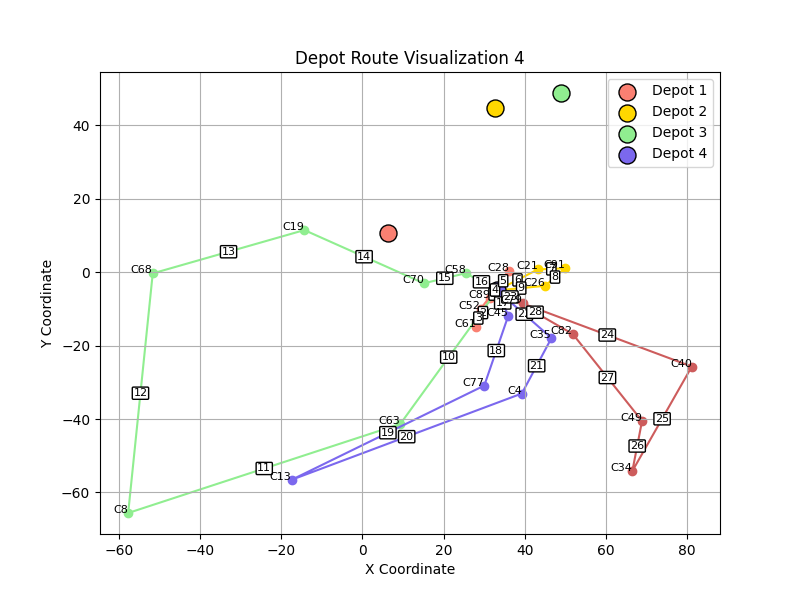 Depot Route Visualization 4
Depot 1
Depot 2
Depot 3
Depot 4
Y Coordinate
40
20
0
−20
−40
−60
−60
−40
−20
0
20
40
60
80
X Coordinate
C19
13
14
C68
C70
15
C58
16
C28
C21
C26
8
C89
C52
C61
C45
28
C35
C82
24
C40
18
21
27
10
C77
C4
25
C49
26
C34
12
C63
19
20
11
C13
C8